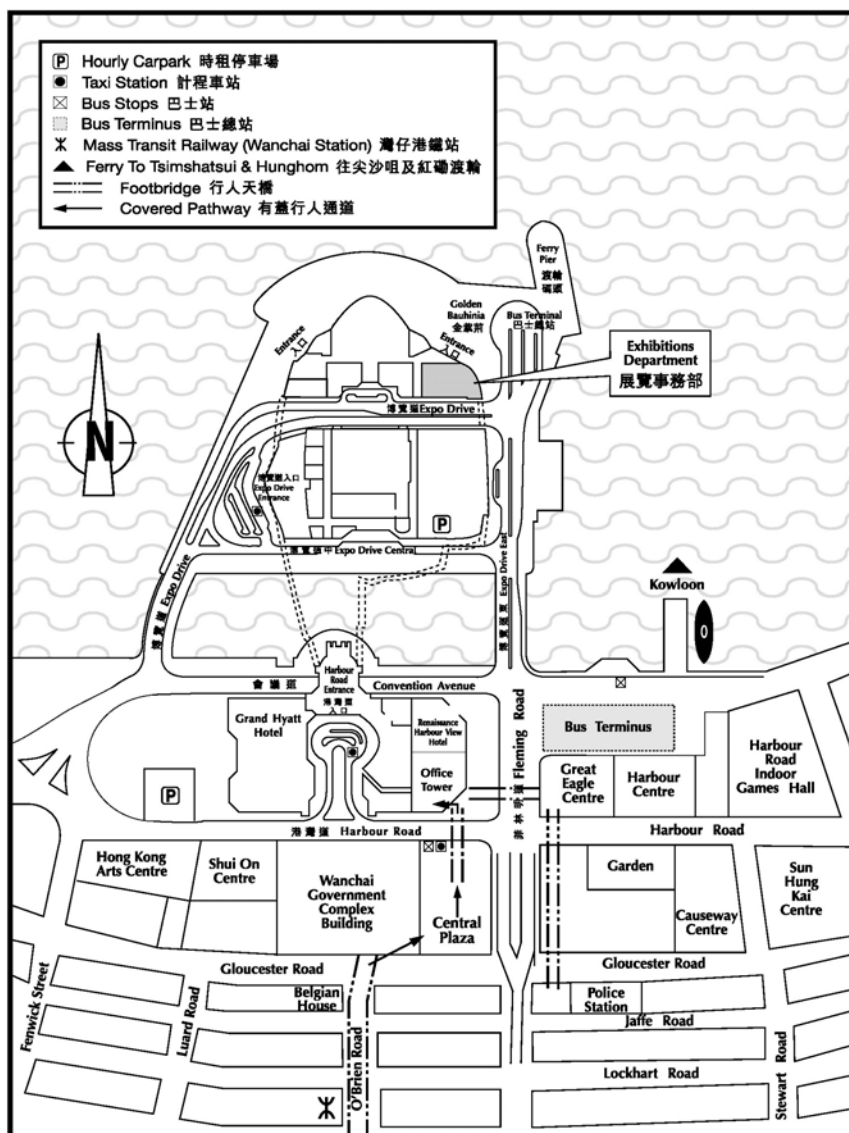 P Hourly Carpark 時租停車場
Taxi Station 計程車站
Bus Stops 巴士站
Bus Terminus 巴士總站
Mass Transit Railway (Wanchai Station) 灣仔港鐵站
Ferry To Tsimshatsui & Hunghom 往尖沙咀及紅磡渡輪
Footbridge 行人天橋
Covered Pathway 有蓋行人通道
Ferry
Pier
渡輪
碼頭
Golden
Bauhinia
金紫荊
Bus Terminal
巴士總站
Entrance
入口
Entrance
入口
Exhibitions
Department
展覽事務部
博覽道 Expo Drive
N
博覽道入口
Expo Drive
Entrance
P
博覽道中 Expo Drive Central
博覽道 Expo Drive
博覽道東 Expo Drive East
Kowloon
Harbour
Road
Entrance
港灣道
入口
會議道
Convention Avenue
Grand Hyatt
Hotel
Renaissance
Harbour View
Hotel
Office
Tower
P
菲林明道 Fleming Road
Bus Terminus
Great
Eagle
Centre
Harbour
Centre
Harbour
Road
Indoor
Games Hall
港灣道 Harbour Road
Harbour Road
Hong Kong
Arts Centre
Shui On
Centre
Wanchai
Government
Complex
Building
Central
Plaza
Garden
Causeway
Centre
Sun
Hung
Kai
Centre
Gloucester Road
Gloucester Road
Fenwick Street
Luard Road
Belgian
House
O'Brien Road
Police
Station
Jaffe Road
Lockhart Road
Stewart Road